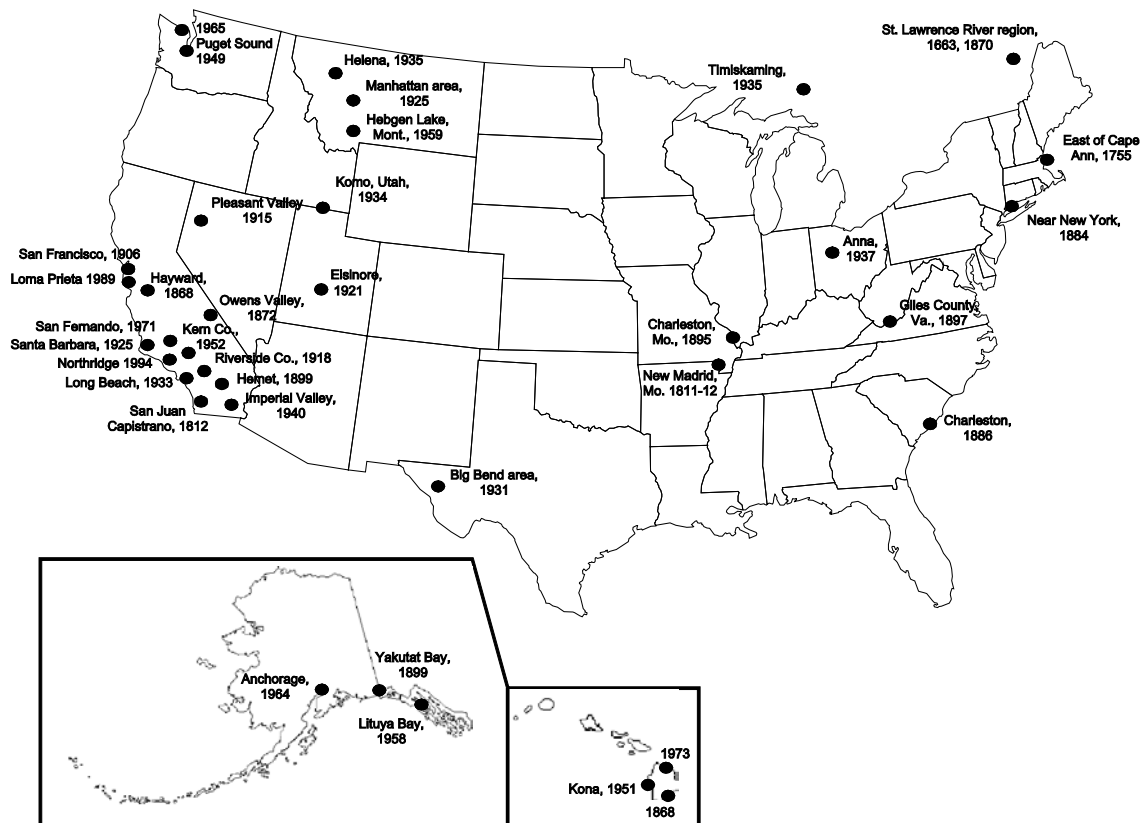 1965
Puget Sound
1949
Helena, 1935
Manhattan area,
1925
Hebgen Lake,
Mont., 1959
St. Lawrence River region,
1663, 1870
Timiskaming,
1935
East of Cape
Ann, 1755
Komo, Utah,
1934
Pleasant Valley
1915
Near New York,
1884
Anna,
1937
San Francisco, 1906
Loma Prieta 1989
Hayward,
1868
Elsinore,
1921
Owens Valley,
1872
Giles County,
Va., 1897
Charleston,
Mo., 1895
San Fernando, 1971
Kern Co.,
1952
Santa Barbara, 1925
Northridge 1994
Riverside Co., 1918
Long Beach, 1933
Hemet, 1899
New Madrid,
Mo. 1811-12
Imperial Valley,
1940
San Juan
Capistrano, 1812
Charleston,
1886
Big Bend area,
1931
Yakutat Bay,
1899
Anchorage,
1964
Lituya Bay,
1958
1973
Kona, 1951
1868